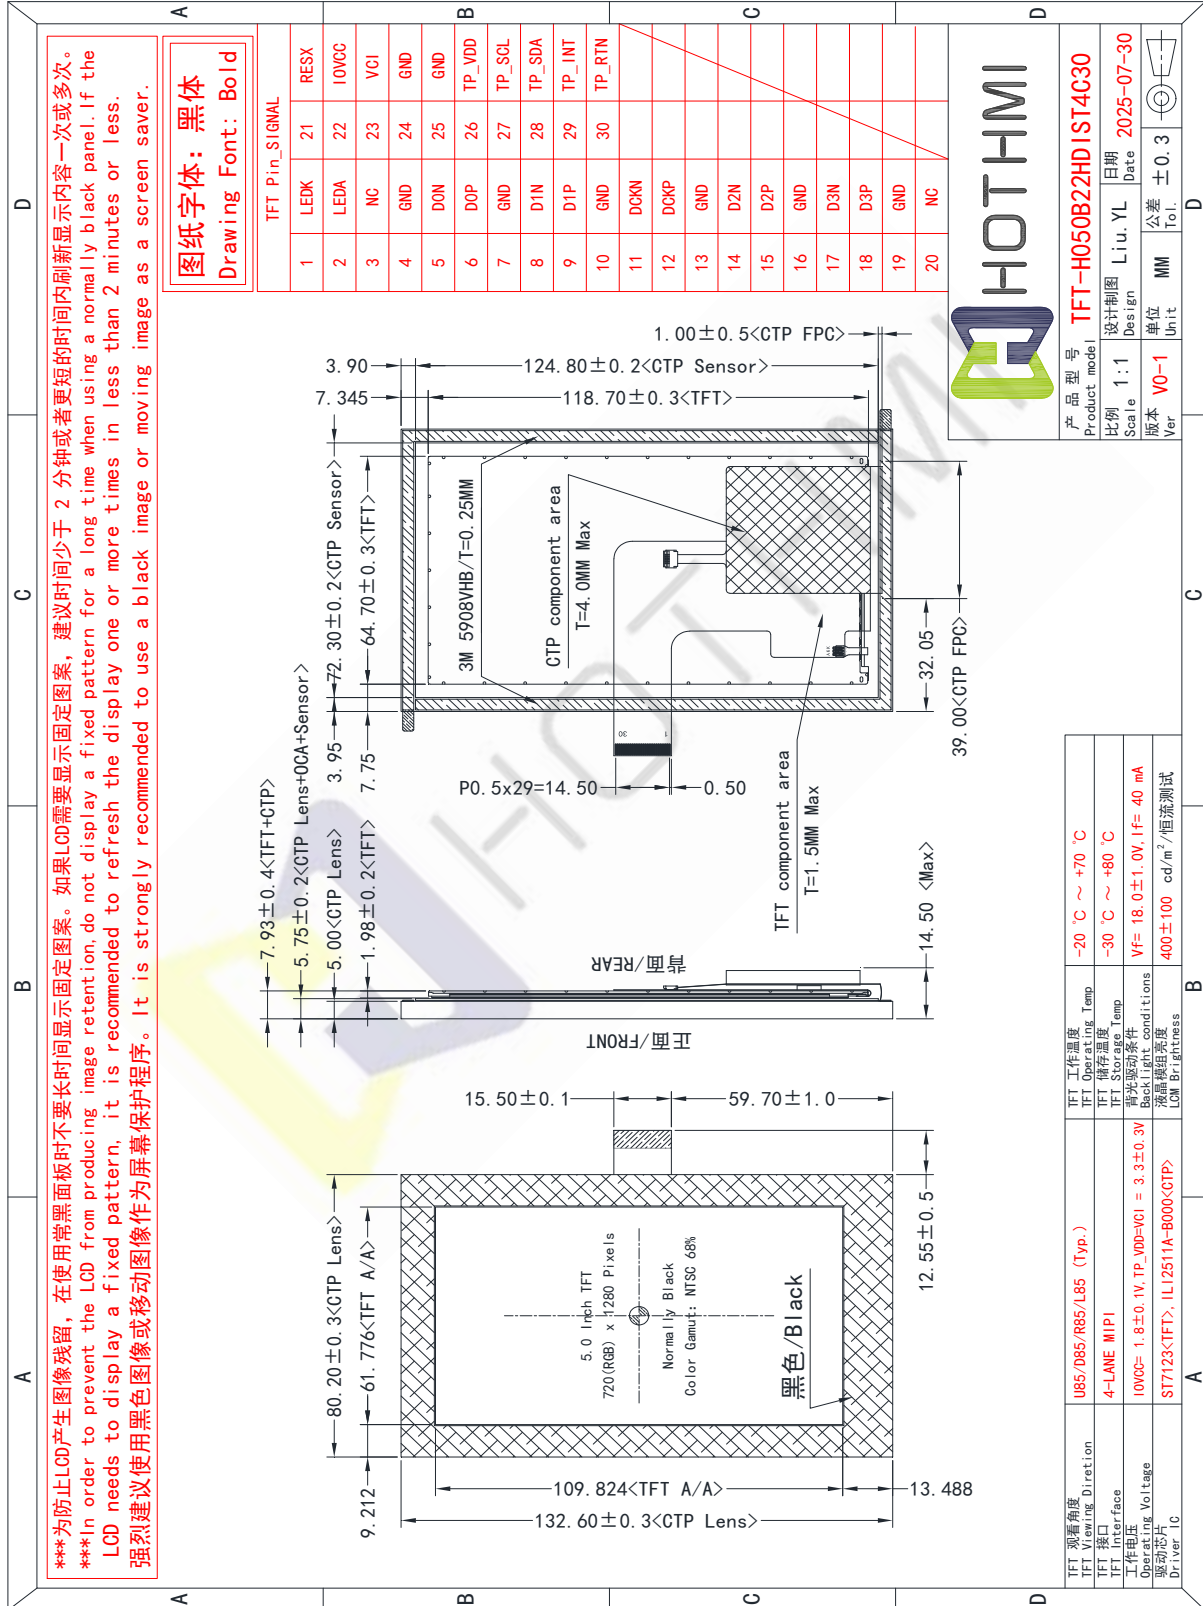 ***为防止LCD产生图像残留，在使用常黑面板时不要长时间显示固定图案。如果LCD需要显示固定图案，建议时间少于 2 分钟或者更短的时间内刷新显示内容一次或多次。
***In order to prevent the LCD from producing image retention,do not display a fixed pattern for a long time when using a normally black panel.If the
LCD needs to display a fixed pattern, it is recommended to refresh the display one or more times in less than 2 minutes or less.
强烈建议使用黑色图像或移动图像作为屏幕保护程序。It is strongly recommended to use a black image or moving image as a screen saver.
图纸字体: 黑体
Drawing Font: Bold
TFT Pin_SIGNAL
1 LEDK 21 RESX
2 LEDA 22 IOVCC
3 NC 23 VCI
4 GND 24 GND
5 D0N 25 GND
6 D0P 26 TP_VDD
7 GND 27 TP_SCL
8 D1N 28 TP_SDA
9 D1P 29 TP_INT
10 GND 30 TP_RTN
11 DCKN
12 DCKP
13 GND
14 D2N
15 D2P
16 GND
17 D3N
18 D3P
19 GND
20 NC
80.20±0.3<CTP Lens>
61.776<TFT A/A>
9.212
109.824<TFT A/A>
132.60±0.3<CTP Lens>
13.488
12.55±0.5
15.50±0.1
59.70±1.0
5.0 Inch TFT
720(RGB) x 1280 Pixels
Normally Black
Color Gamut: NTSC 68%
黑色/Black
7.93±0.4<TFT+CTP>
5.75±0.2<CTP Lens+OCA+Sensor>
5.00<CTP Lens>
1.98±0.2<TFT>
正面/FRONT
背面/REAR
14.50 <Max>
3.95
72.30±0.2<CTP Sensor>
7.75
64.70±0.3<TFT>
3.90
124.80±0.2<CTP Sensor>
7.345
118.70±0.3<TFT>
1.00±0.5<CTP FPC>
3M 5908VHB/T=0.25MM
CTP component area
T=4.0MM Max
30
1
P0.5x29=14.50
0.50
TFT component area
T=1.5MM Max
32.05
39.00<CTP FPC>
TFT 观看角度
TFT Viewing Diretion
U85/D85/R85/L85 (Typ.)
TFT 接口
TFT Interface
4-LANE MIPI
工作电压
Operating Voltage
IOVCC= 1.8±0.1V,TP_VDD=VCI = 3.3±0.3V
驱动芯片
Driver IC
ST7123<TFT>,ILI2511A-B000<CTP>
TFT 工作温度
TFT Operating Temp
-20 °C ～ +70 °C
TFT 储存温度
TFT Storage Temp
-30 °C ～ +80 °C
背光驱动条件
Backlight conditions
Vf= 18.0±1.0V,If= 40 mA
液晶模组亮度
LCM Brightness
400±100 cd/m²/恒流测试
HOTHMI
产 品 型 号
Product model
TFT-H050B22HDIST4C30
比例
Scale 1:1
设计制图
Design Liu.YL
日期
Date 2025-07-30
版本
Ver V0-1
单位
Unit MM
公差
Tol. ±0.3
A B C D
A B C D
A B C D
A B C D
HOTHMI